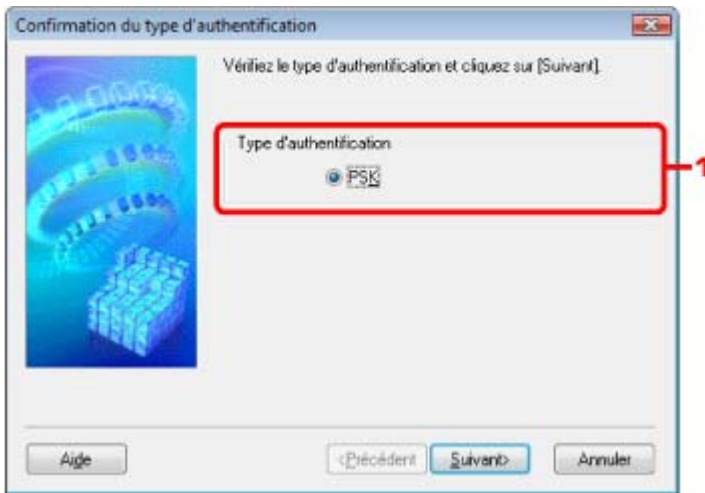 Confirmation du type d'authentification
Vérifiez le type d'authentification et cliquez sur [Suivant].
Type d'authentification
PSK
1
Aide
<Précédent
Suivant>
Annuler